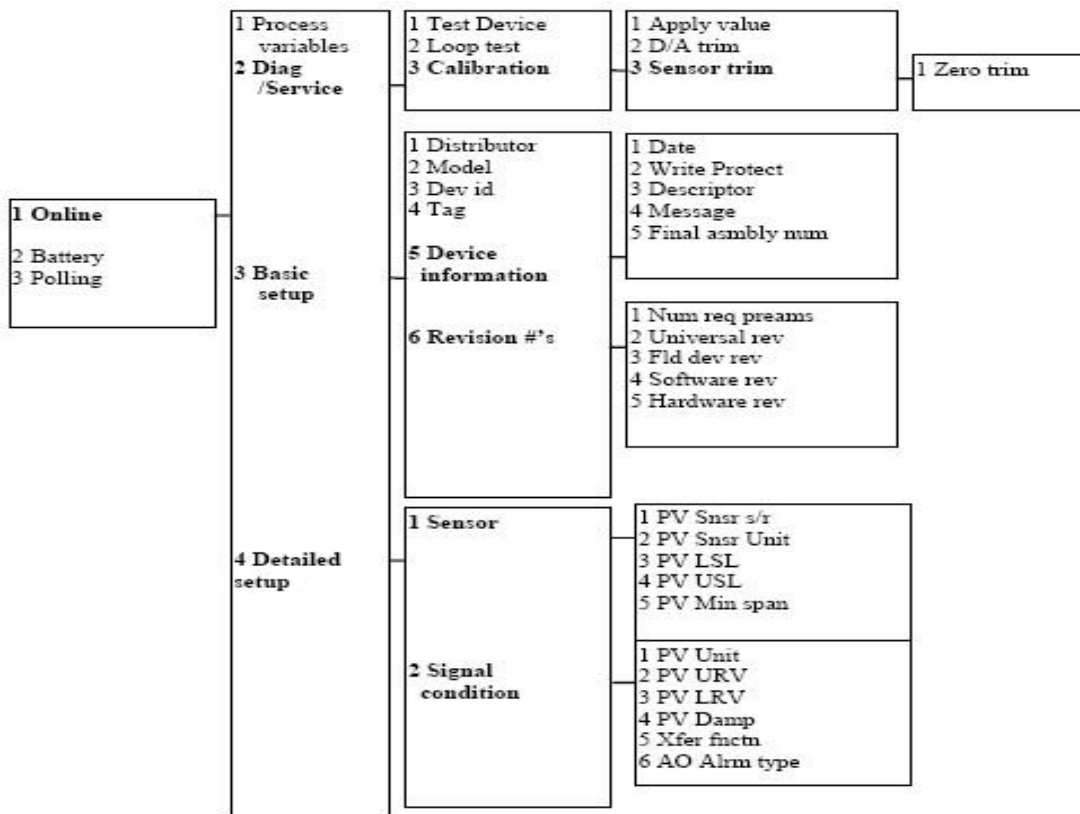 1 Online
2 Battery
3 Polling
1 Process
variables
2 Diag
/Service
3 Basic
setup
4 Detailed
setup
1 Test Device
2 Loop test
3 Calibration
1 Apply value
2 D/A trim
3 Sensor trim
1 Zero trim
1 Distributor
2 Model
3 Dev id
4 Tag
5 Device
information
6 Revision #'s
1 Date
2 Write Protect
3 Descriptor
4 Message
5 Final asmbly num
1 Num req preams
2 Universal rev
3 Fld dev rev
4 Software rev
5 Hardware rev
1 Sensor
2 Signal
condition
1 PV Snsr s/r
2 PV Snsr Unit
3 PV LSL
4 PV USL
5 PV Min span
1 PV Unit
2 PV URV
3 PV LRV
4 PV Damp
5 Xfer fnctn
6 AO Alrm type